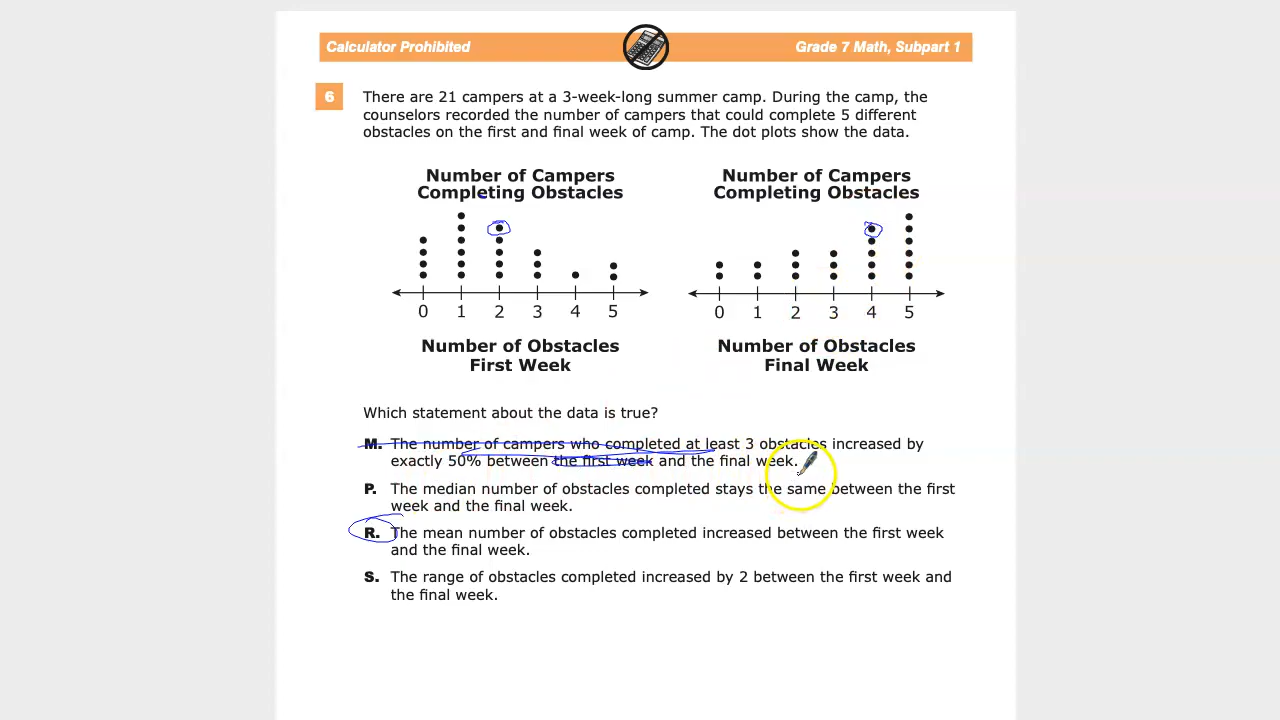 Calculator Prohibited
Grade 7 Math, Subpart 1
6
There are 21 campers at a 3-week-long summer camp. During the camp, the
counselors recorded the number of campers that could complete 5 different
obstacles on the first and final week of camp. The dot plots show the data.
Number of Campers
Completing Obstacles
0 1 2 3 4 5
Number of Obstacles
First Week
Number of Campers
Completing Obstacles
0 1 2 3 4 5
Number of Obstacles
Final Week
Which statement about the data is true?
M. The number of campers who completed at least 3 obstacles increased by
exactly 50% between the first week and the final week.
P. The median number of obstacles completed stays the same between the first
week and the final week.
R. The mean number of obstacles completed increased between the first week
and the final week.
S. The range of obstacles completed increased by 2 between the first week and
the final week.